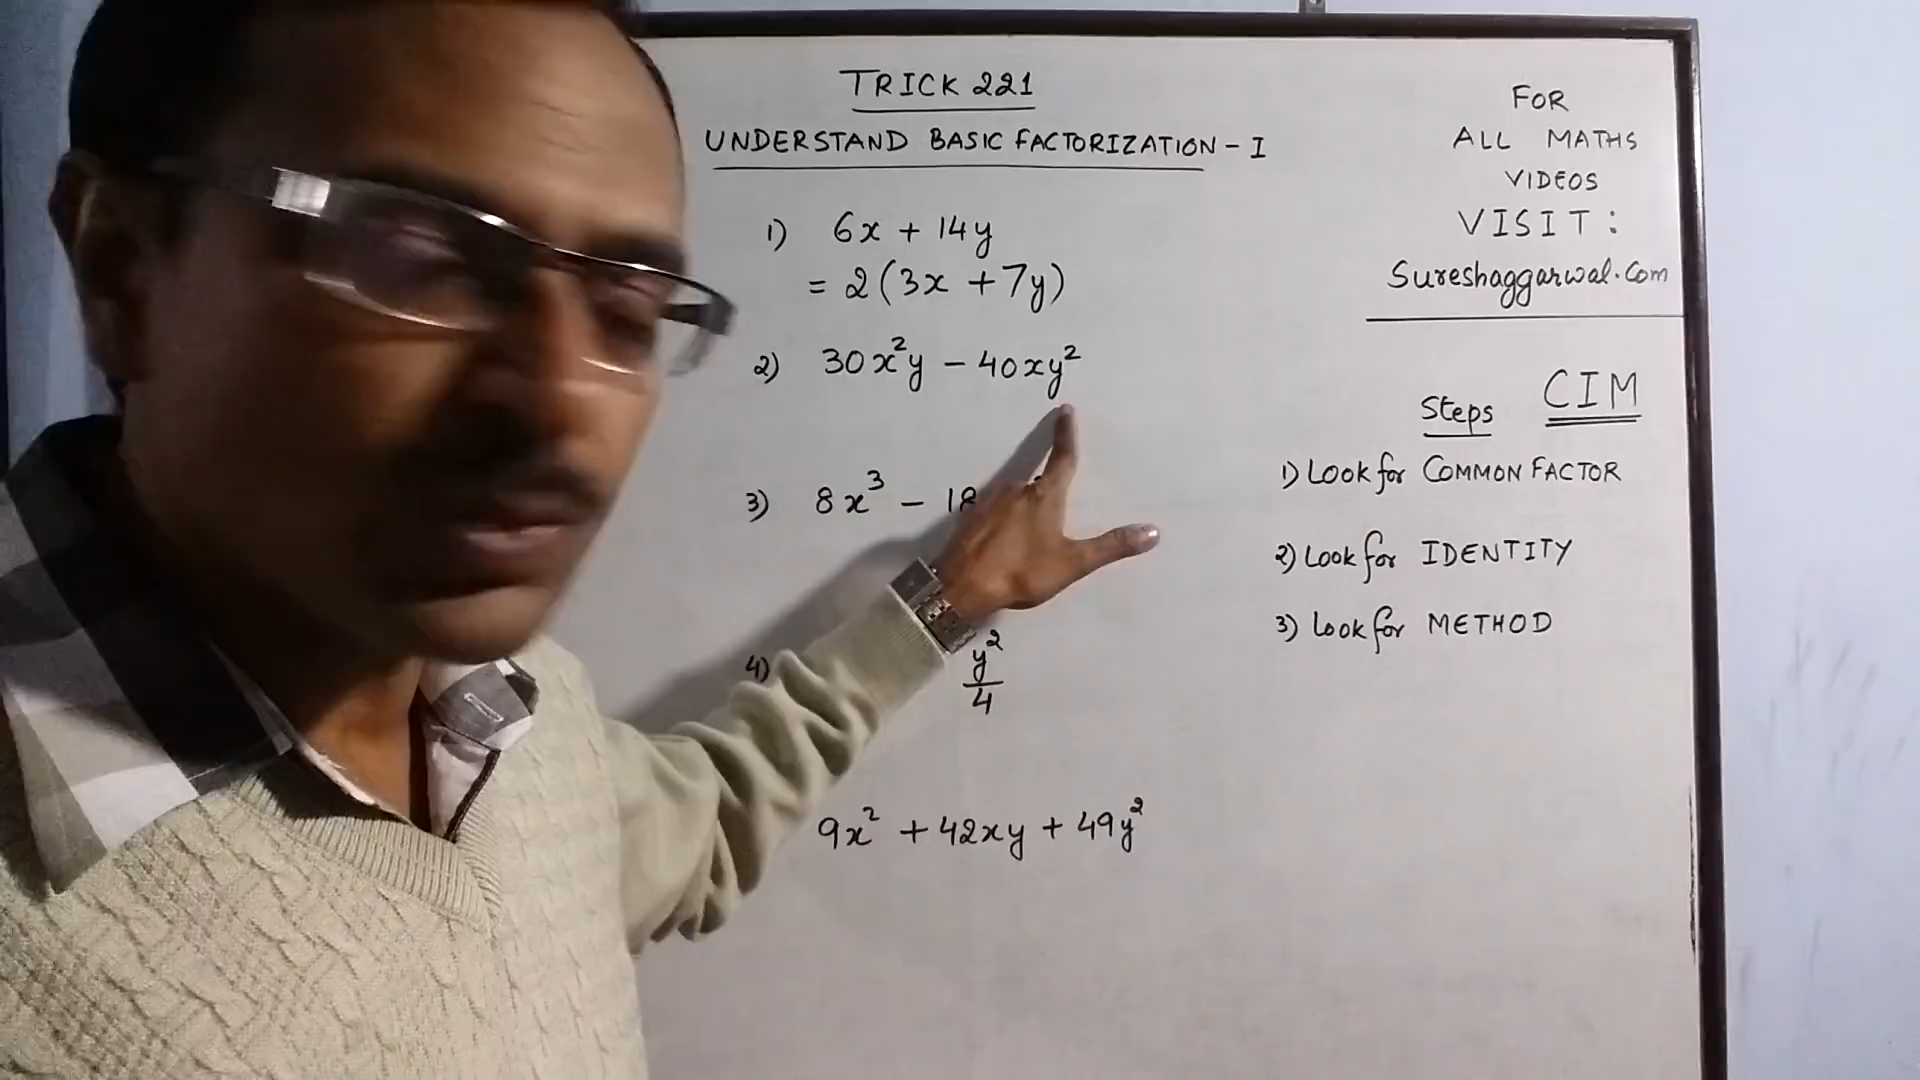 TRICK 221
UNDERSTAND BASIC FACTORIZATION - I
1) 6x + 14y
= 2(3x + 7y)
2) 30x²y - 40xy²
3) 8x³ - 18
4) y²/4
9x² + 42xy + 49y²
FOR
ALL MATHS
VIDEOS
VISIT :
Sureshaggarwal.Com
Steps CIM
1) Look for COMMON FACTOR
2) Look for IDENTITY
3) Look for METHOD